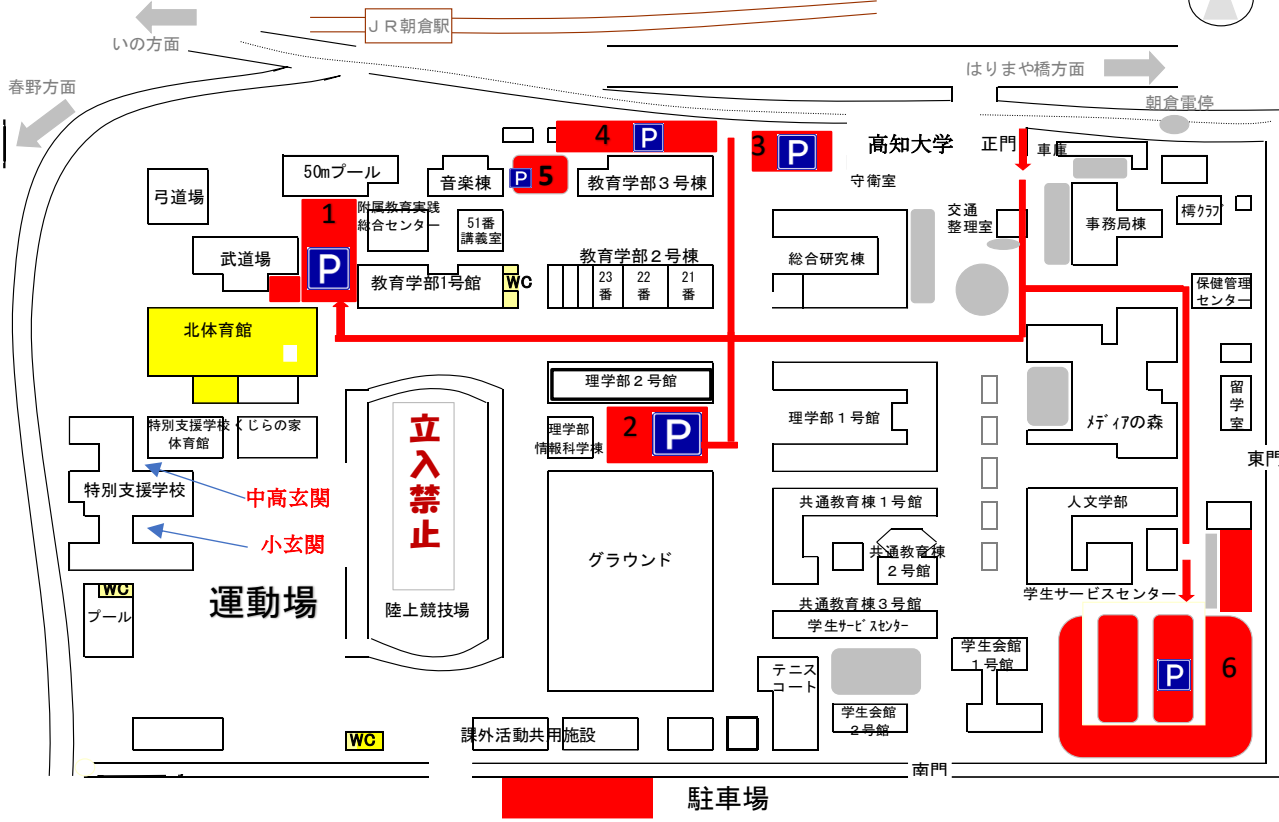 JR朝倉駅
いの方面
春野方面
はりまや橋方面
朝倉電停
4 P
3 P
高知大学
正門
車庫
守衛室
50mプール
音楽棟
P 5
教育学部3号棟
弓道場
1
P
附属教育実践
総合センター
51番
講義室
交通
整理室
事務局棟
樗クラブ
武道場
教育学部1号館
WC
教育学部2号棟
23
番
22
番
21
番
総合研究棟
保健管理
センター
北体育館
理学部2号館
理学部
情報科学棟
2 P
理学部1号館
メディアの森
留
学
室
東門
特別支援学校
体育館
くじらの家
立
入
禁
止
特別支援学校
中高玄関
小玄関
共通教育棟1号館
人文学部
グラウンド
共通教育棟
2号館
WC
プール
運動場
陸上競技場
共通教育棟3号館
学生サービスセンター
学生サービスセンター
テニス
コート
学生会館
1号館
P 6
学生会館
2号館
WC
課外活動共用施設
南門
駐車場